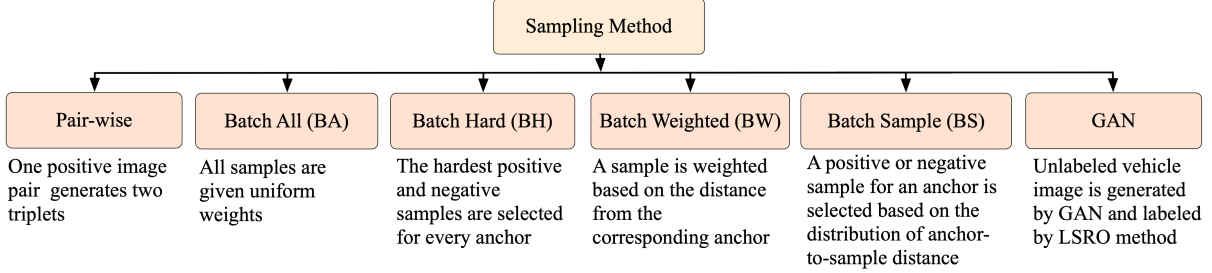 Sampling Method
Pair-wise
One positive image
pair generates two
triplets
Batch All (BA)
All samples are
given uniform
weights
Batch Hard (BH)
The hardest positive
and negative
samples are selected
for every anchor
Batch Weighted (BW)
A sample is weighted
based on the distance
from the
corresponding anchor
Batch Sample (BS)
A positive or negative
sample for an anchor is
selected based on the
distribution of anchor-
to-sample distance
GAN
Unlabeled vehicle
image is generated
by GAN and labeled
by LSRO method